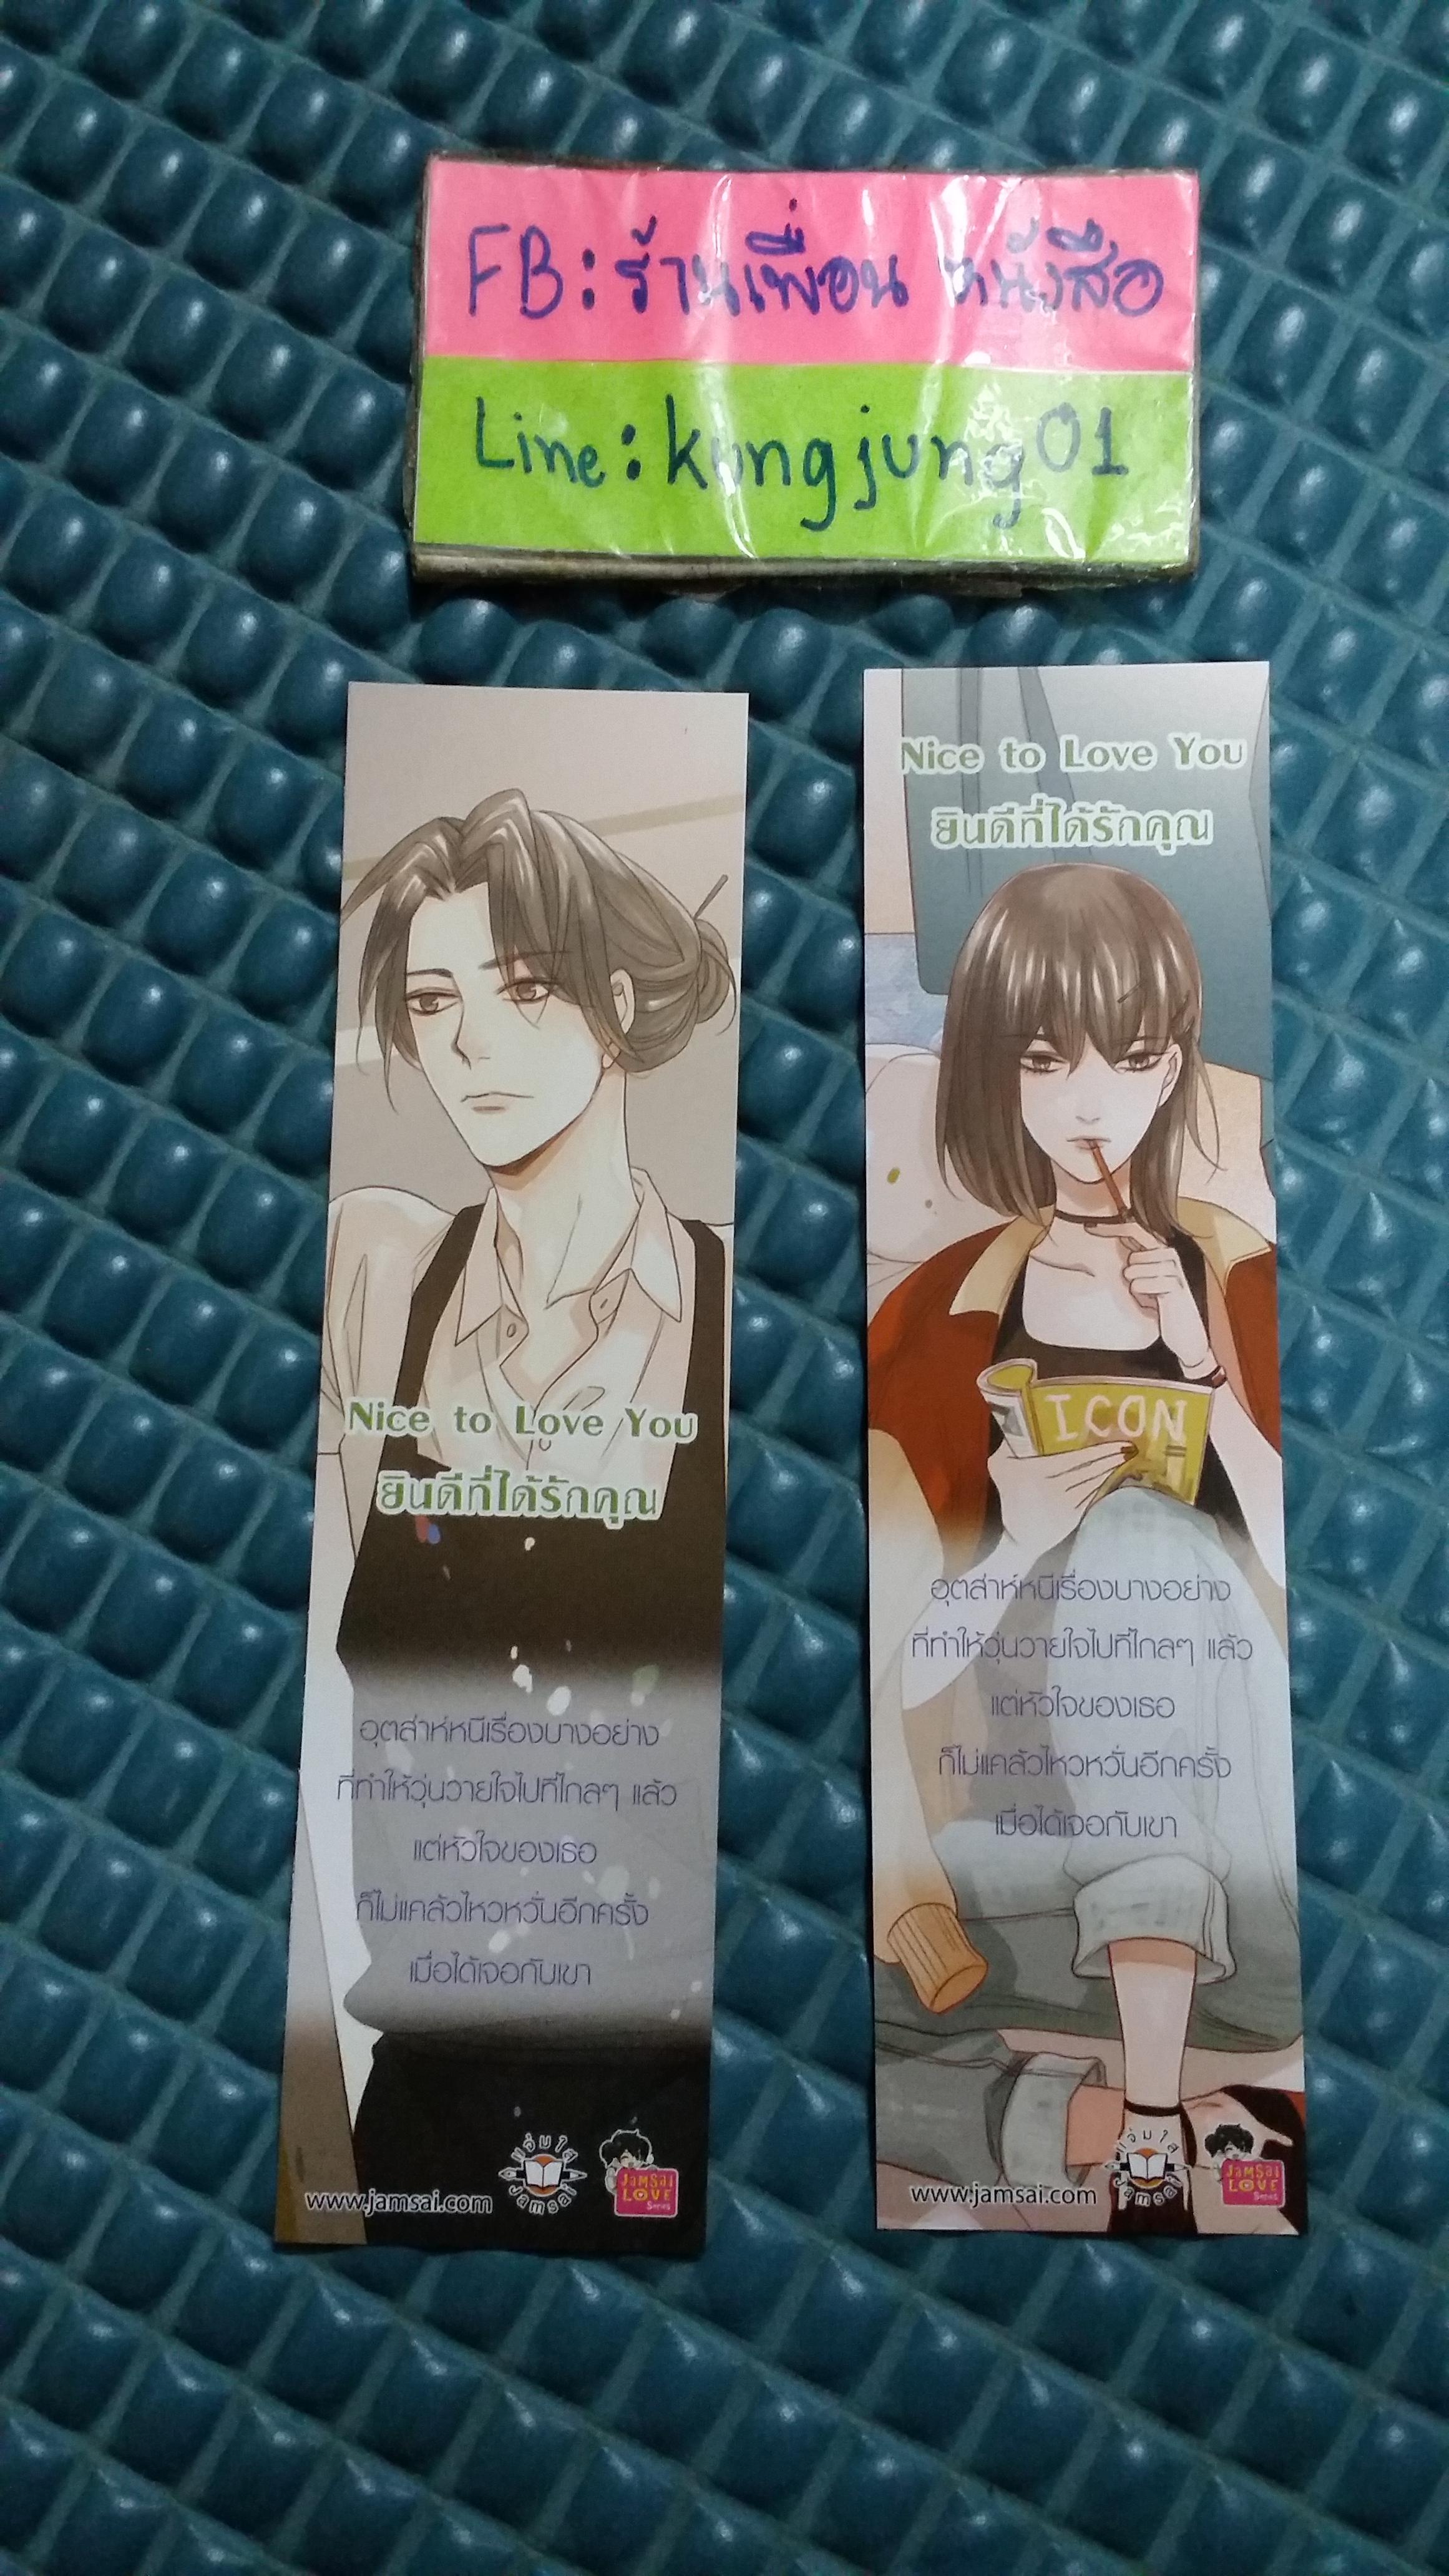 FB: ร้านเพื่อน หนังสือ
Line: kungjung01
Nice to Love You
ยินดีที่ได้รักคุณ
อุตส่าห์หนีเรื่องบางอย่าง
ที่ทำให้วุ่นวายใจไปที่ไกลๆ แล้ว
แต่หัวใจของเธอ
ก็ไม่แคล้วไหวหวั่นอีกครั้ง
เมื่อได้เจอกับเขา
www.jamsai.com
แจ่มใส
Jamsai
JAMSAI
LOVE
Series
Nice to Love You
ยินดีที่ได้รักคุณ
ICON
อุตส่าห์หนีเรื่องบางอย่าง
ที่ทำให้วุ่นวายใจไปที่ไกลๆ แล้ว
แต่หัวใจของเธอ
ก็ไม่แคล้วไหวหวั่นอีกครั้ง
เมื่อได้เจอกับเขา
www.jamsai.com
แจ่มใส
Jamsai
JAMSAI
LOVE
Series